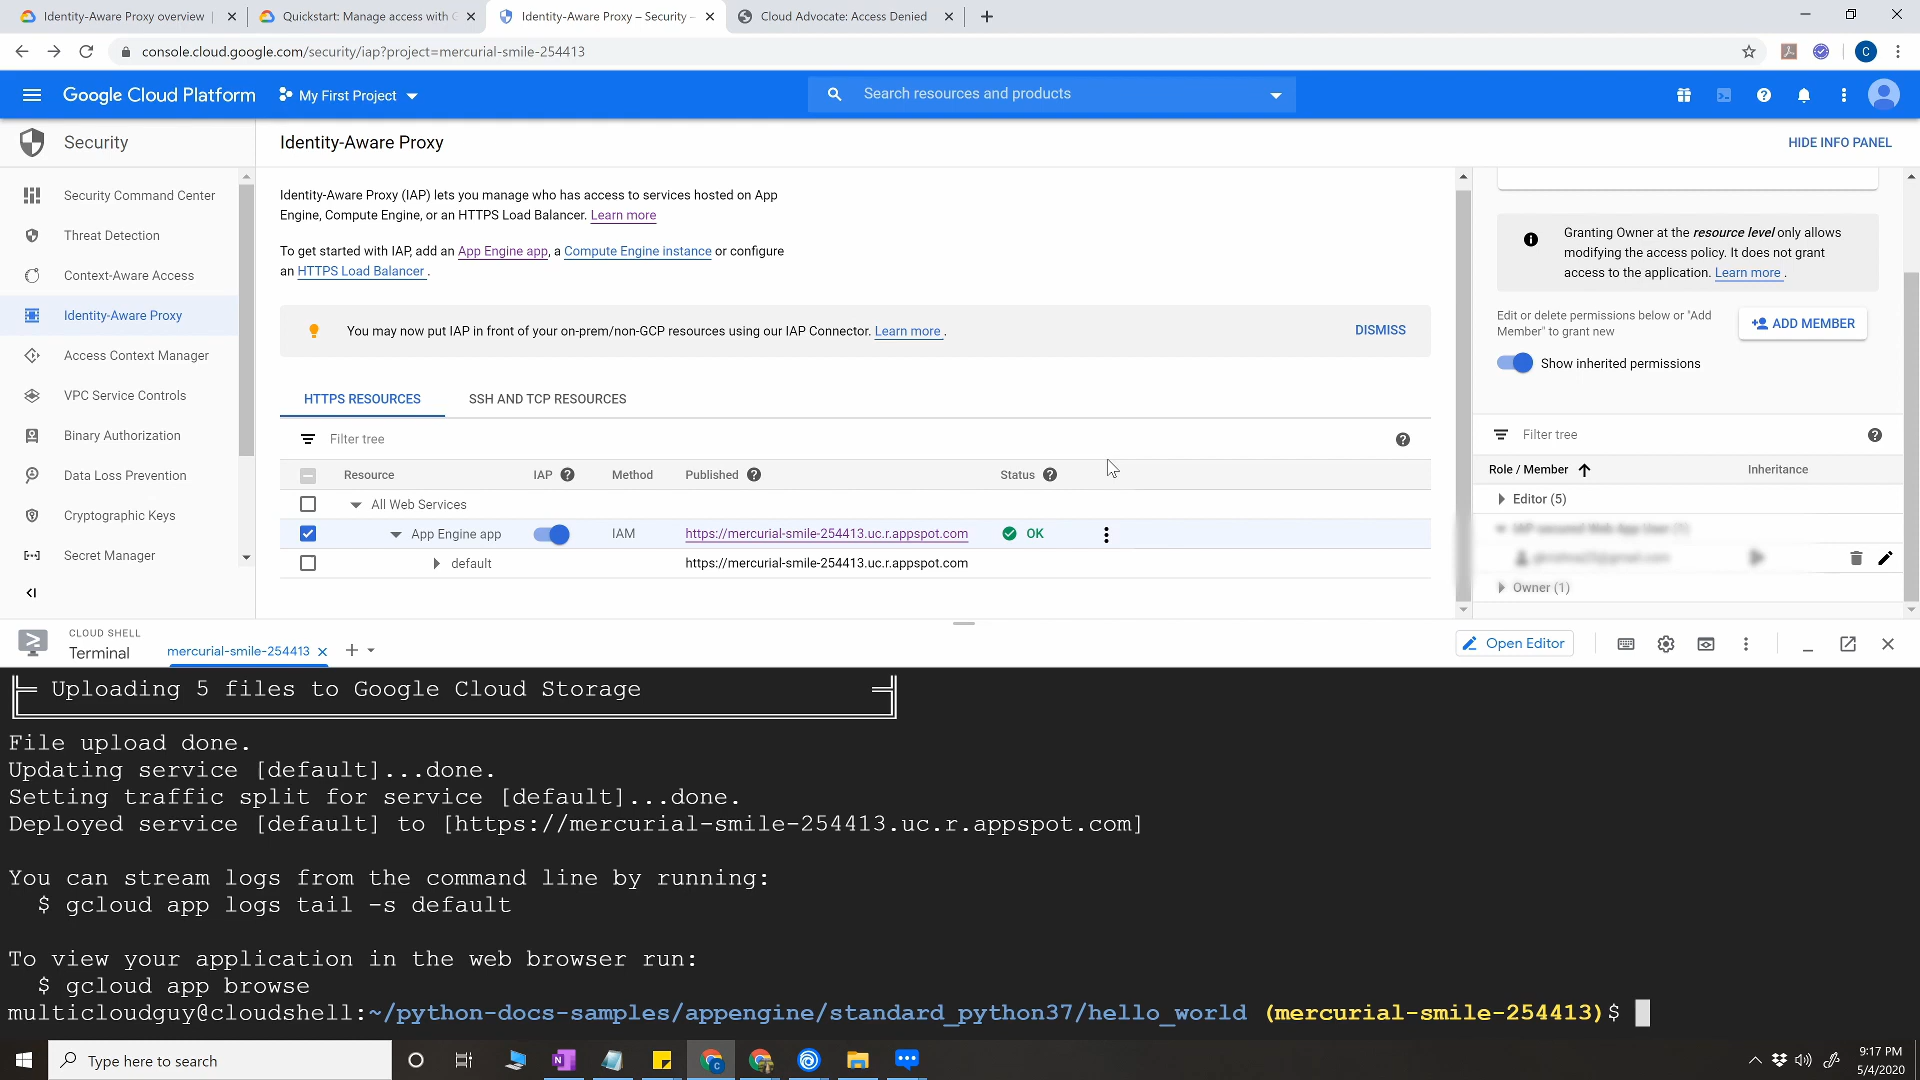 Identity-Aware Proxy overview
Quickstart: Manage access with
Identity-Aware Proxy – Security –
Cloud Advocate: Access Denied
console.cloud.google.com/security/iap?project=mercurial-smile-254413
C
Google Cloud Platform
My First Project
Search resources and products
Security
Identity-Aware Proxy
HIDE INFO PANEL
Security Command Center
Threat Detection
Context-Aware Access
Identity-Aware Proxy
Access Context Manager
VPC Service Controls
Binary Authorization
Data Loss Prevention
Cryptographic Keys
Secret Manager
Identity-Aware Proxy (IAP) lets you manage who has access to services hosted on App
Engine, Compute Engine, or an HTTPS Load Balancer. Learn more
To get started with IAP, add an App Engine app, a Compute Engine instance or configure
an HTTPS Load Balancer .
You may now put IAP in front of your on-prem/non-GCP resources using our IAP Connector. Learn more .
DISMISS
HTTPS RESOURCES
SSH AND TCP RESOURCES
Filter tree
Resource IAP Method Published Status
All Web Services
App Engine app IAM https://mercurial-smile-254413.uc.r.appspot.com OK
default https://mercurial-smile-254413.uc.r.appspot.com
Granting Owner at the resource level only allows
modifying the access policy. It does not grant
access to the application. Learn more .
Edit or delete permissions below or "Add
Member" to grant new
ADD MEMBER
Show inherited permissions
Filter tree
Role / Member Inheritance
Editor (5)
IAP-secured Web App User (1)
Owner (1)
CLOUD SHELL
Terminal
mercurial-smile-254413
Open Editor
Uploading 5 files to Google Cloud Storage
File upload done.
Updating service [default]...done.
Setting traffic split for service [default]...done.
Deployed service [default] to [https://mercurial-smile-254413.uc.r.appspot.com]
You can stream logs from the command line by running:
$ gcloud app logs tail -s default
To view your application in the web browser run:
$ gcloud app browse
multicloudguy@cloudshell:~/python-docs-samples/appengine/standard_python37/hello_world (mercurial-smile-254413)$
Type here to search
9:17 PM
5/4/2020